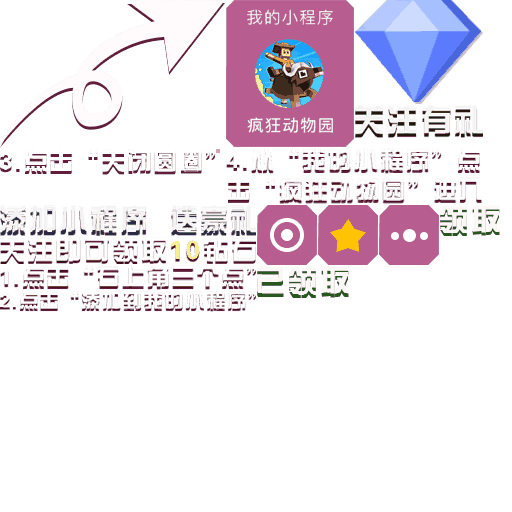 我的小程序
疯狂动物园
关注有礼
3.点击“关闭圆圈”
4.从“我的小程序”点
击“疯狂动物园”进入
添加小程序 送豪礼
领取
关注即可领取10钻石
1.点击“右上角三个点”
已领取
2.点击“添加到我的小程序”